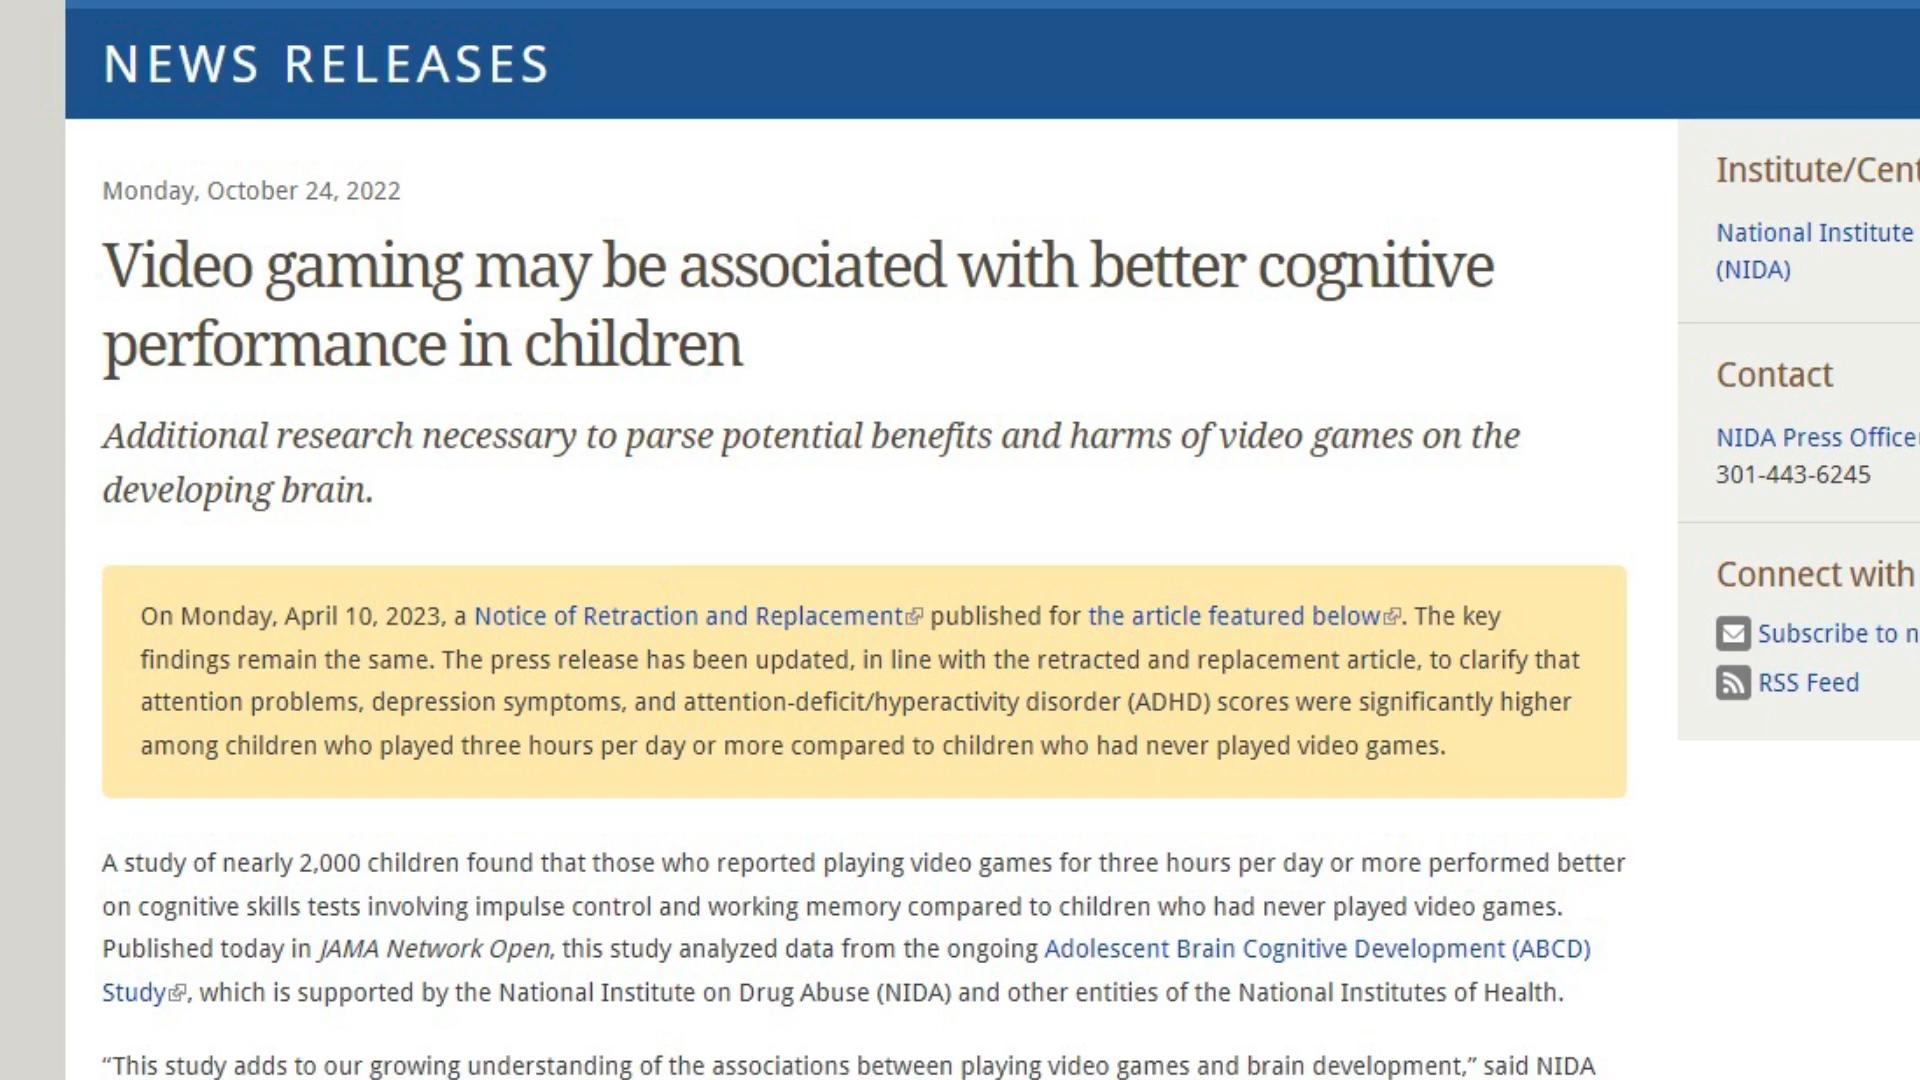 NEWS RELEASES
Monday, October 24, 2022
Video gaming may be associated with better cognitive
performance in children
Additional research necessary to parse potential benefits and harms of video games on the
developing brain.
On Monday, April 10, 2023, a Notice of Retraction and Replacement published for the article featured below. The key
findings remain the same. The press release has been updated, in line with the retracted and replacement article, to clarify that
attention problems, depression symptoms, and attention-deficit/hyperactivity disorder (ADHD) scores were significantly higher
among children who played three hours per day or more compared to children who had never played video games.
A study of nearly 2,000 children found that those who reported playing video games for three hours per day or more performed better
on cognitive skills tests involving impulse control and working memory compared to children who had never played video games.
Published today in JAMA Network Open, this study analyzed data from the ongoing Adolescent Brain Cognitive Development (ABCD)
Study, which is supported by the National Institute on Drug Abuse (NIDA) and other entities of the National Institutes of Health.
“This study adds to our growing understanding of the associations between playing video games and brain development,” said NIDA
Institute/Cent
National Institute
(NIDA)
Contact
NIDA Press Officer
301-443-6245
Connect with
Subscribe to n
RSS Feed